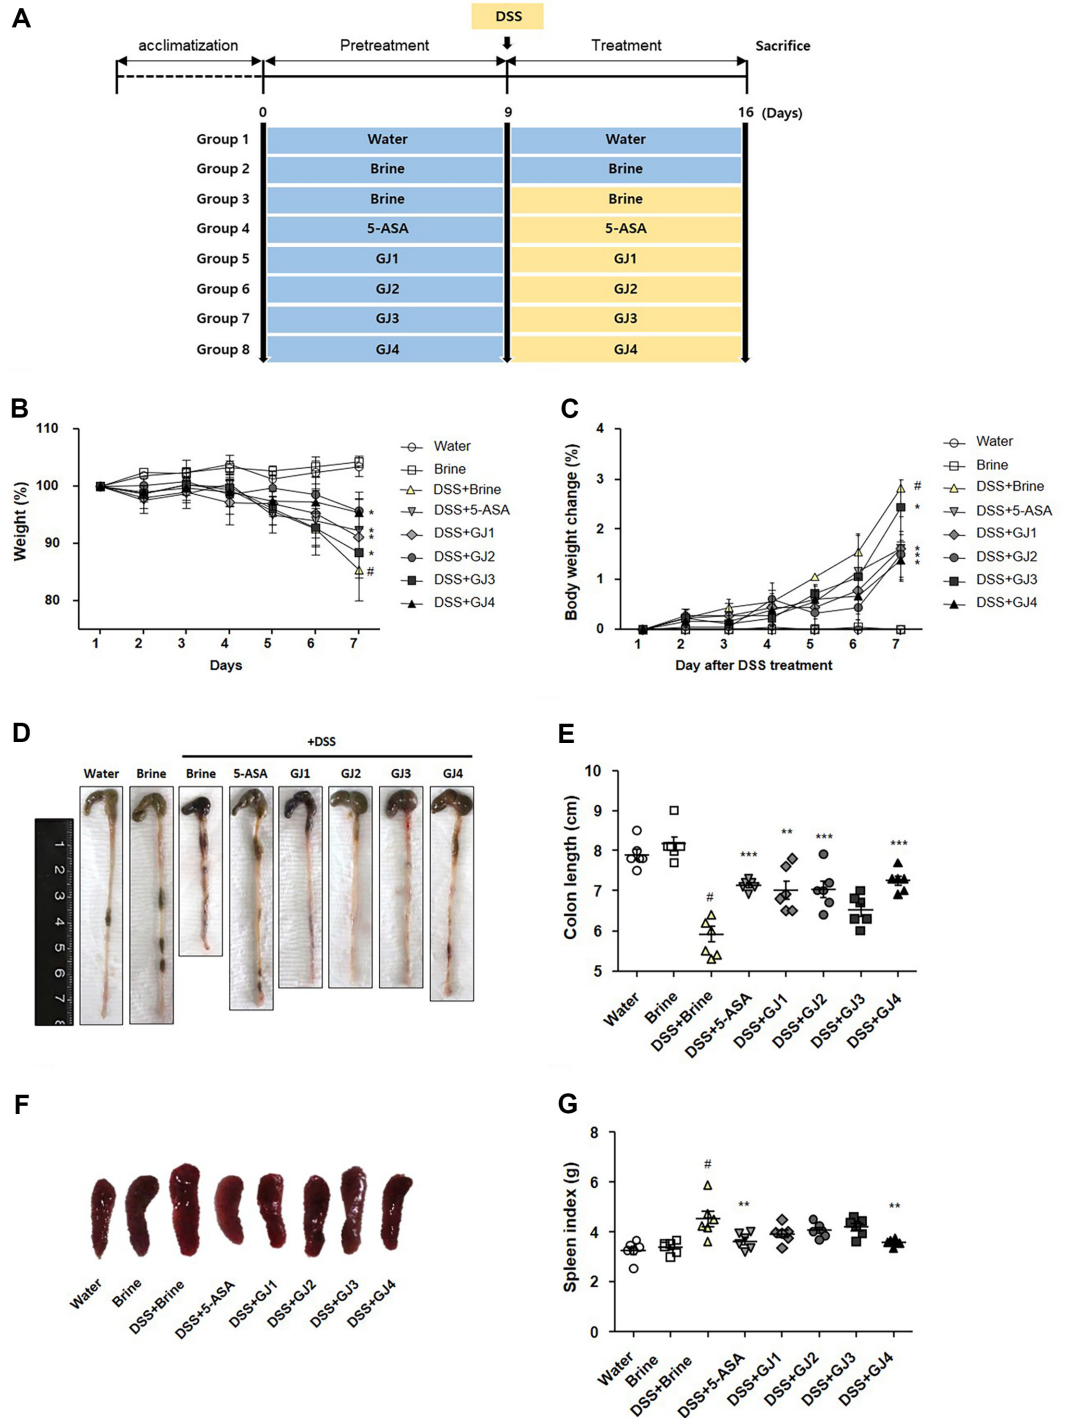 A
DSS
acclimatization Pretreatment Treatment Sacrifice
0 9 16 (Days)
Group 1 Water Water
Group 2 Brine Brine
Group 3 Brine Brine
Group 4 5-ASA 5-ASA
Group 5 GJ1 GJ1
Group 6 GJ2 GJ2
Group 7 GJ3 GJ3
Group 8 GJ4 GJ4
B
Weight (%)
110
100
90
80
1 2 3 4 5 6 7
Days
Water
Brine
DSS+Brine
DSS+5-ASA
DSS+GJ1
DSS+GJ2
DSS+GJ3
DSS+GJ4
*
*
*
*
#
C
Body weight change (%)
4
3
2
1
0
1 2 3 4 5 6 7
Day after DSS treatment
Water
Brine
DSS+Brine
DSS+5-ASA
DSS+GJ1
DSS+GJ2
DSS+GJ3
DSS+GJ4
#
*
*
*
*
D
+DSS
Water Brine Brine 5-ASA GJ1 GJ2 GJ3 GJ4
1
2
3
4
5
6
7
8
E
Colon length (cm)
10
9
8
7
6
5
# *** ** *** ***
Water Brine DSS+Brine DSS+5-ASA DSS+GJ1 DSS+GJ2 DSS+GJ3 DSS+GJ4
F
Water Brine DSS+Brine DSS+5-ASA DSS+GJ1 DSS+GJ2 DSS+GJ3 DSS+GJ4
G
Spleen index (g)
8
6
4
2
0
# ** **
Water Brine DSS+Brine DSS+5-ASA DSS+GJ1 DSS+GJ2 DSS+GJ3 DSS+GJ4